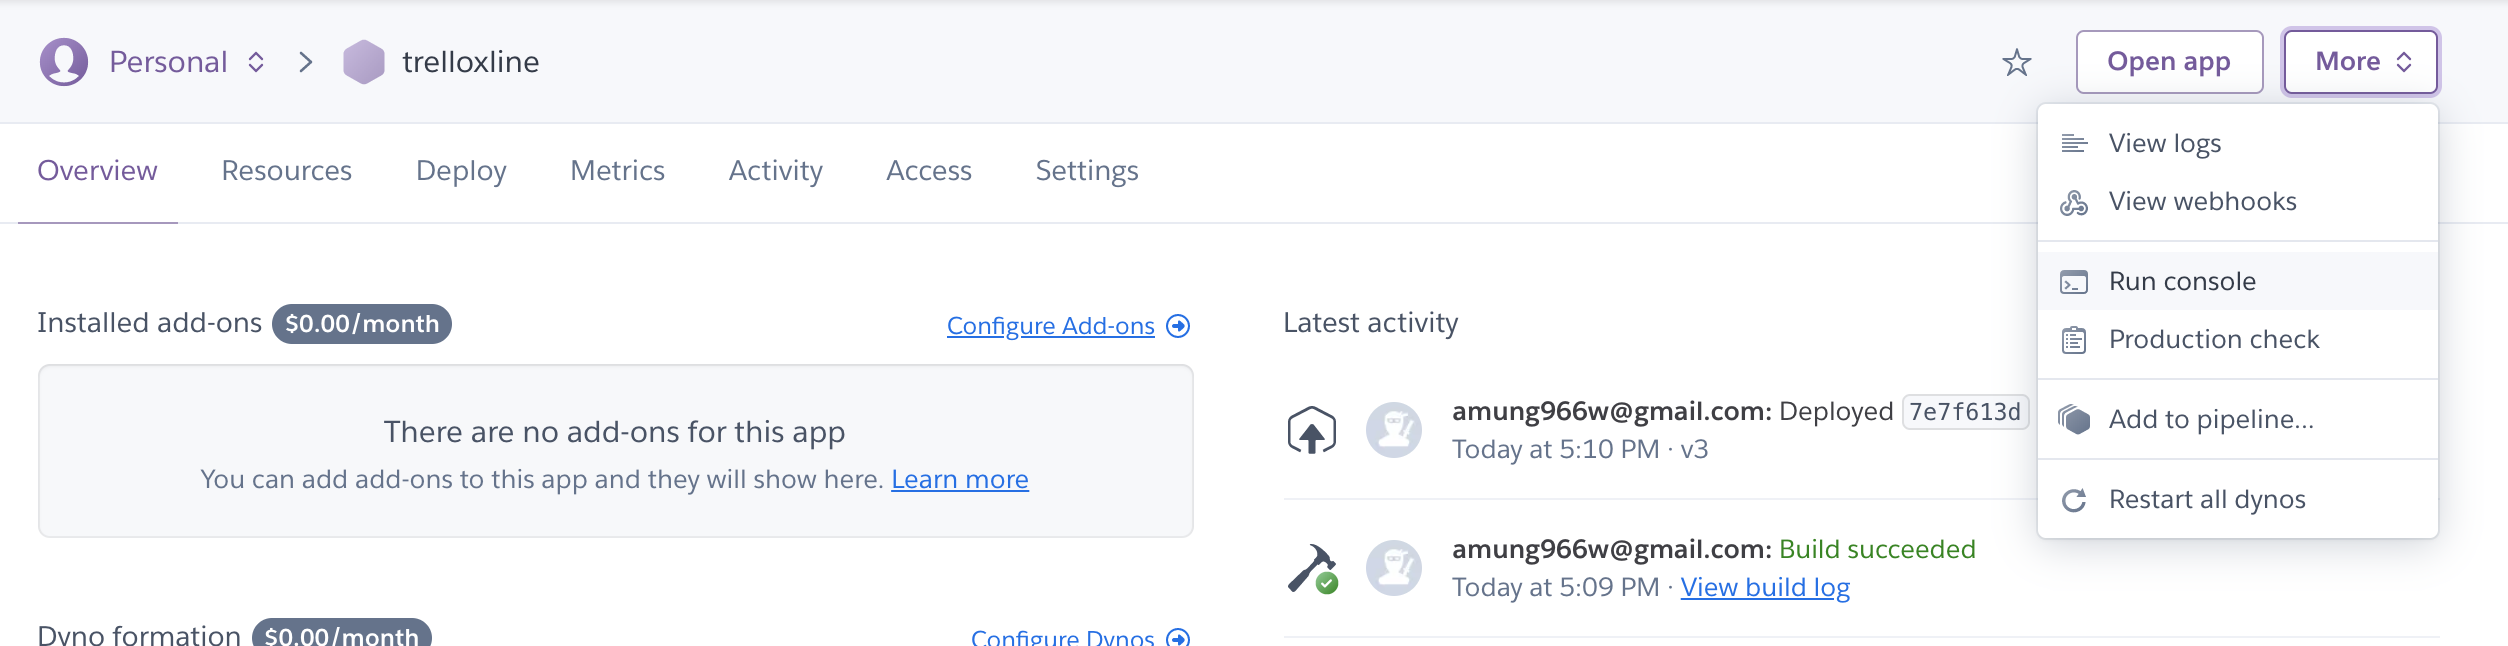 Personal
trelloxline
Open app
More
View logs
View webhooks
Run console
Production check
Add to pipeline...
Restart all dynos
Overview
Resources
Deploy
Metrics
Activity
Access
Settings
Installed add-ons $0.00/month
Configure Add-ons
There are no add-ons for this app
You can add add-ons to this app and they will show here. Learn more
Dyno formation $0.00/month
Configure Dynos
Latest activity
amung966w@gmail.com: Deployed 7e7f613d
Today at 5:10 PM · v3
amung966w@gmail.com: Build succeeded
Today at 5:09 PM · View build log